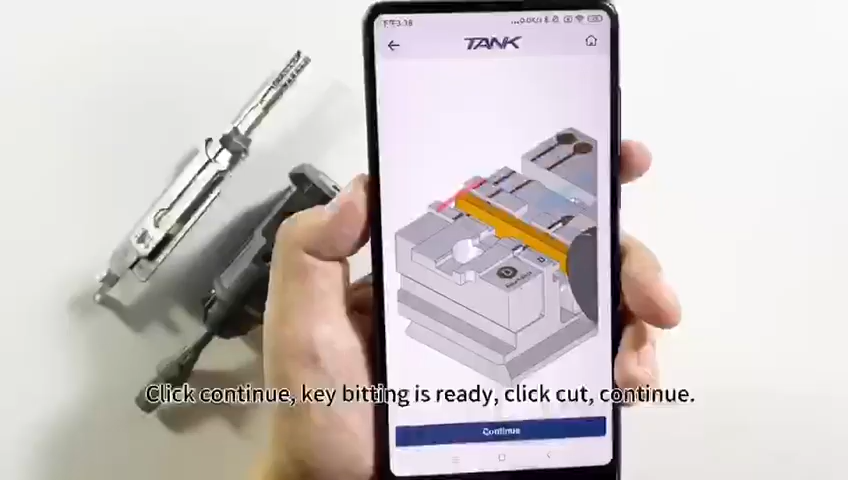 TANK
D
D
Click continue, key bitting is ready, click cut, continue.
Continue